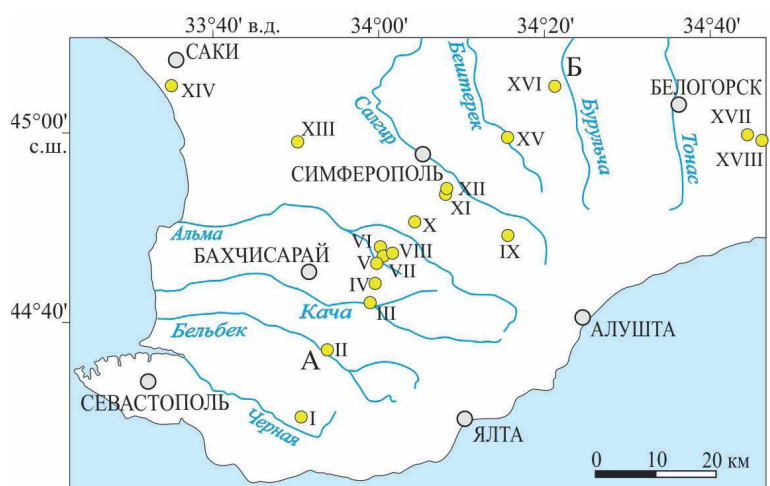 33°40' в.д.
34°00'
34°20'
34°40'
САКИ
XIV
45°00'
с.ш.
XIII
Салгир
Бештерек
XVI
Б
Бурульча
БЕЛОГОРСК
XVII
XVIII
Тонас
XV
СИМФЕРОПОЛЬ
XII
XI
X
IX
Альма
VI
VIII
V
VII
БАХЧИСАРАЙ
IV
III
44°40'
Кача
АЛУШТА
Бельбек
А
II
СЕВАСТОПОЛЬ
I
Черная
ЯЛТА
0 10 20 км